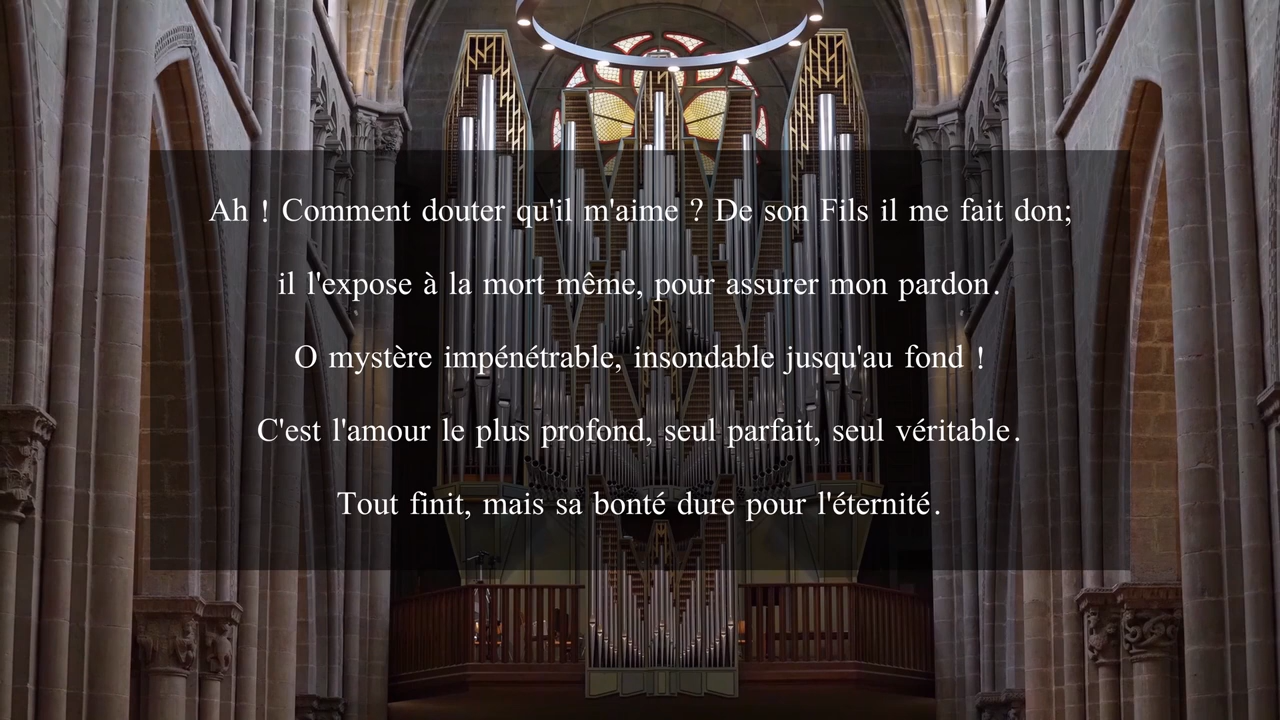 Ah ! Comment douter qu'il m'aime ? De son Fils il me fait don;
il l'expose à la mort même, pour assurer mon pardon.
O mystère impénétrable, insondable jusqu'au fond !
C'est l'amour le plus profond, seul parfait, seul véritable.
Tout finit, mais sa bonté dure pour l'éternité.